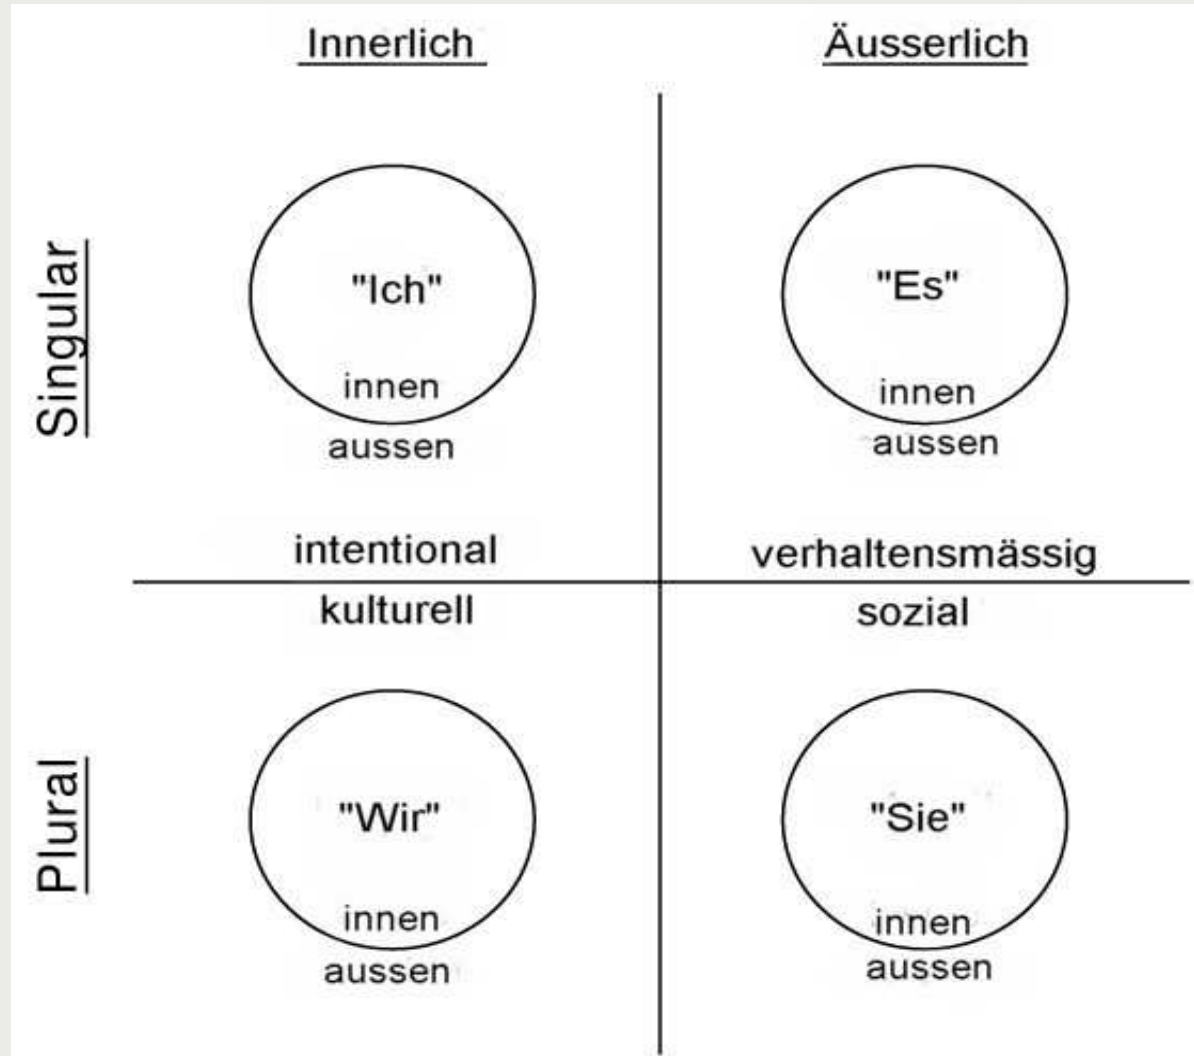 Innerlich
Äusserlich
Singular
"Ich"
innen
aussen
intentional
"Es"
innen
aussen
verhaltensmässig
Plural
kulturell
"Wir"
innen
aussen
sozial
"Sie"
innen
aussen